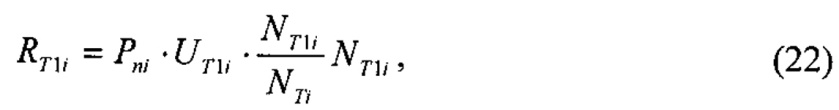 R_{T1i} = P_{ni} · U_{T1i} · \frac{N_{T1i}}{N_{Ti}} N_{T1i} , (22)